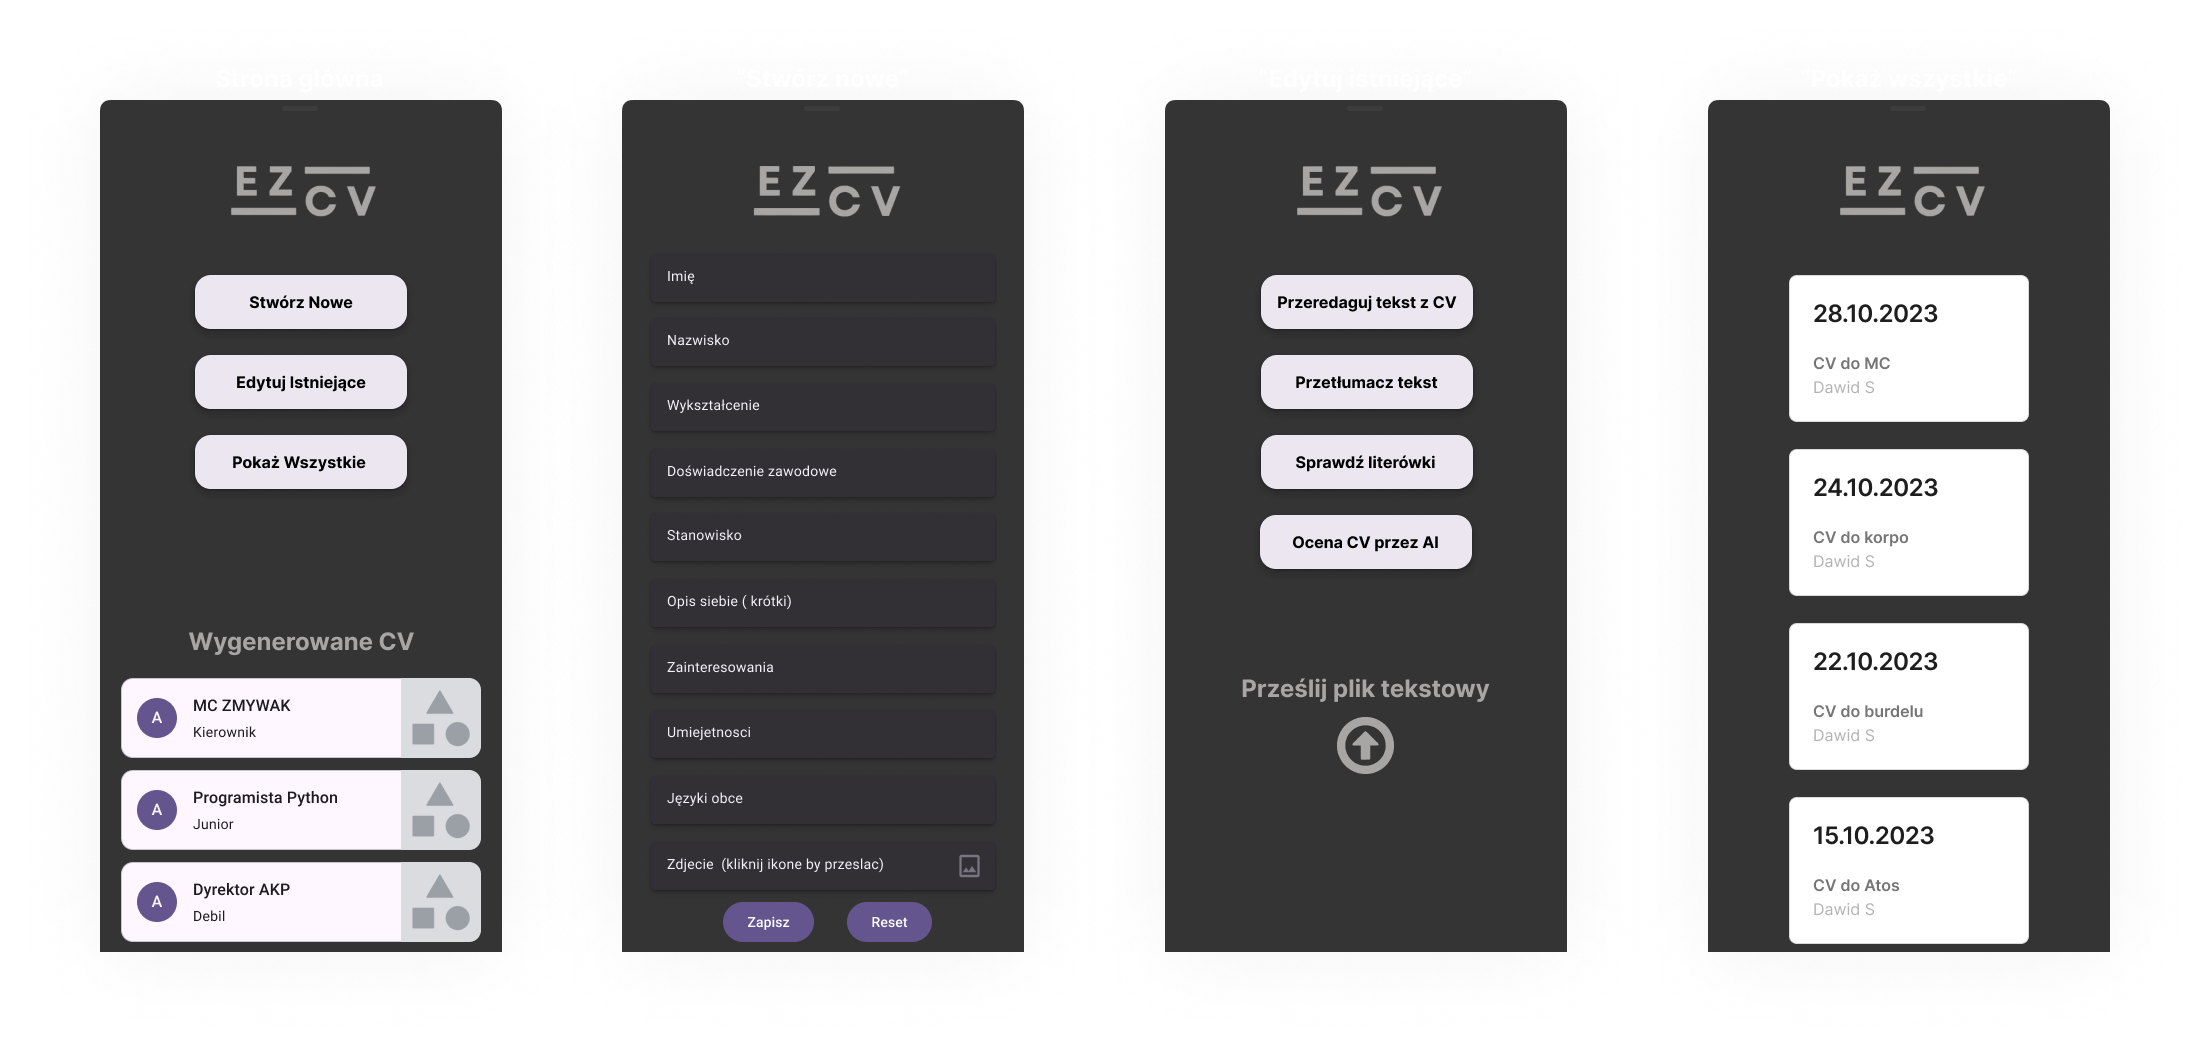 Strona glowna
EZ
CV
Stwórz Nowe
Edytuj Istniejące
Pokaż Wszystkie
Wygenerowane CV
A
MC ZMYWAK
Kierownik
A
Programista Python
Junior
A
Dyrektor AKP
Debil
"Stwórz nowe"
EZ
CV
Imię
Nazwisko
Wykształcenie
Doświadczenie zawodowe
Stanowisko
Opis siebie ( krótki)
Zainteresowania
Umiejetnosci
Języki obce
Zdjecie  (kliknij ikone by przeslac)
Zapisz
Reset
"Edytuj istniejące"
EZ
CV
Przeredaguj tekst z CV
Przetłumacz tekst
Sprawdź literówki
Ocena CV przez AI
Prześlij plik tekstowy
"Pokaż wszystkie"
EZ
CV
28.10.2023
CV do MC
Dawid S
24.10.2023
CV do korpo
Dawid S
22.10.2023
CV do burdelu
Dawid S
15.10.2023
CV do Atos
Dawid S